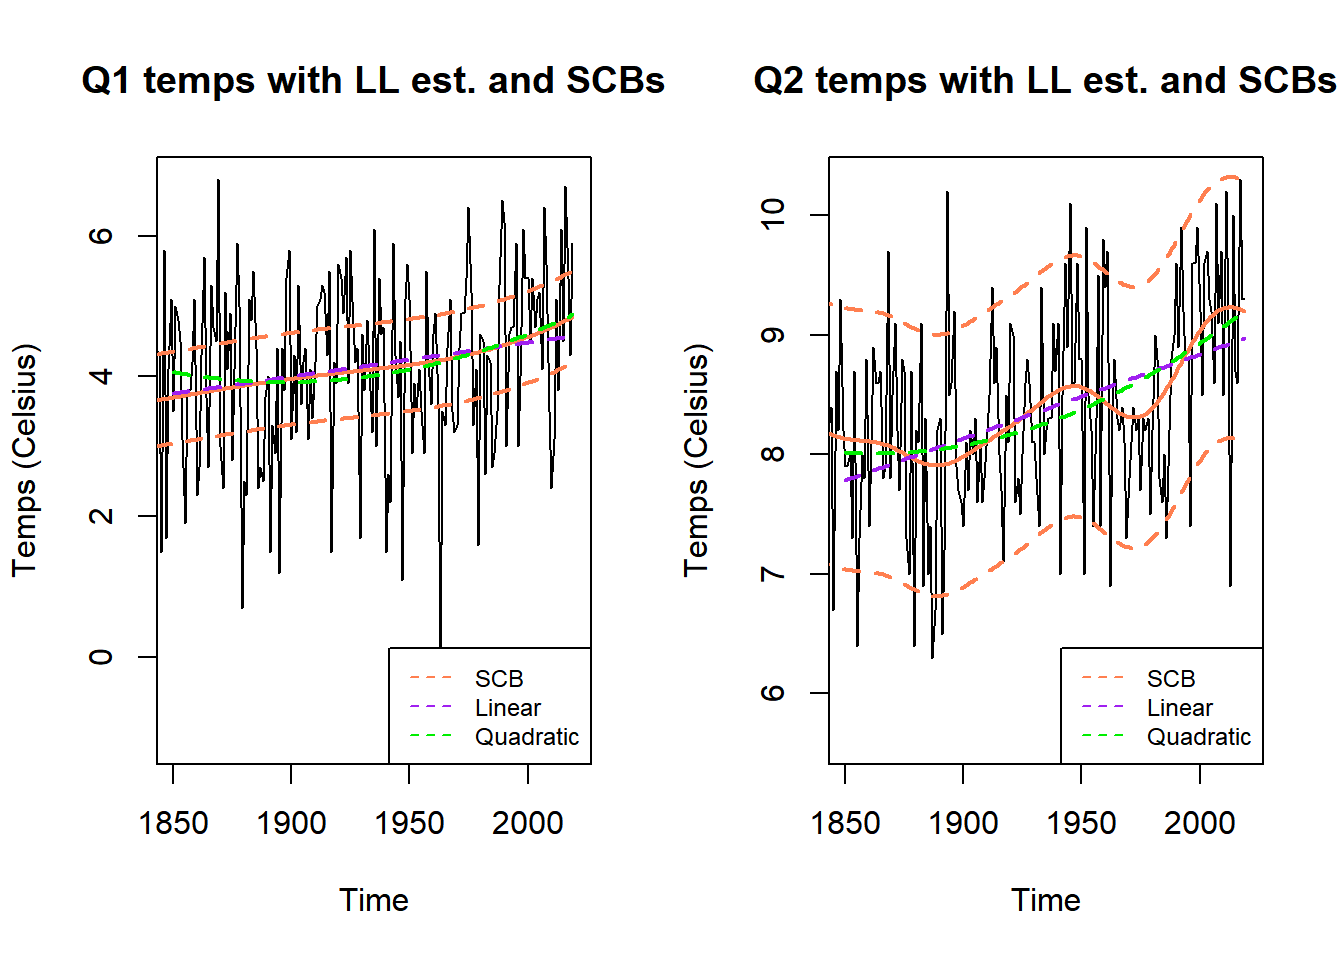 Q1 temps with LL est. and SCBs
Temps (Celsius)
6
4
2
0
SCB
Linear
Quadratic
1850 1900 1950 2000
Time
Q2 temps with LL est. and SCBs
Temps (Celsius)
10
9
8
7
6
SCB
Linear
Quadratic
1850 1900 1950 2000
Time